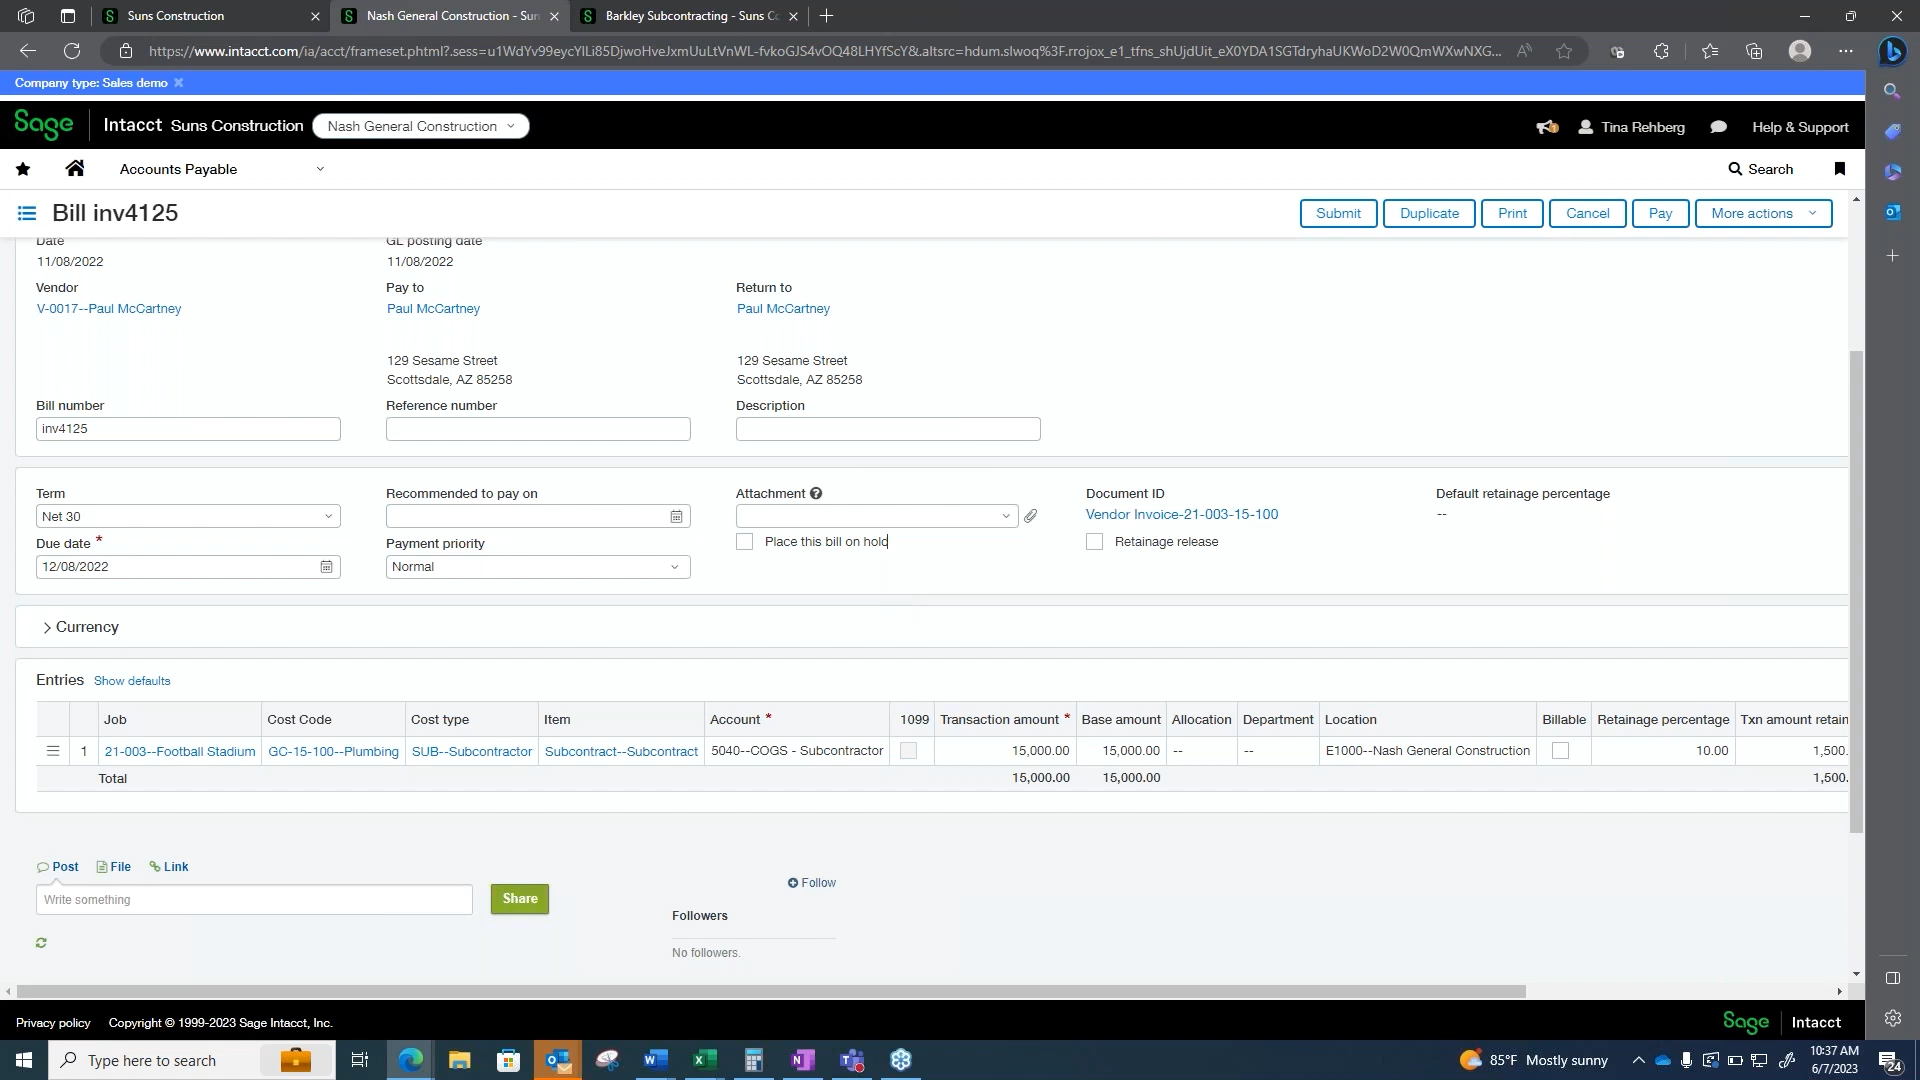 Suns Construction
Nash General Construction - Sun
Barkley Subcontracting - Suns Co
https://www.intacct.com/ia/acct/frameset.phtml?.sess=
Company type: Sales demo
Sage Intacct Suns Construction Nash General Construction
1 Tina Rehberg Help & Support
Accounts Payable
Search
Bill inv4125
Submit Duplicate Print Cancel Pay More actions
Date GL posting date
11/08/2022 11/08/2022
Vendor Pay to Return to
V-0017--Paul McCartney Paul McCartney Paul McCartney
129 Sesame Street 129 Sesame Street
Scottsdale, AZ 85258 Scottsdale, AZ 85258
Bill number Reference number Description
inv4125
Term Recommended to pay on Attachment Document ID Default retainage percentage
Net 30 Vendor Invoice-21-003-15-100 --
Due date * Payment priority Place this bill on hold Retainage release
12/08/2022 Normal
Currency
Entries Show defaults
Job Cost Code Cost type Item Account * 1099 Transaction amount * Base amount Allocation Department Location Billable Retainage percentage Txn amount retain
1 21-003--Football Stadium GC-15-100--Plumbing SUB--Subcontractor Subcontract--Subcontract 5040--COGS - Subcontractor 15,000.00 15,000.00 -- -- E1000--Nash General Construction 10.00 1,500.
Total 15,000.00 15,000.00 1,500.
Post File Link
Follow
Write something Share
Followers
No followers.
Privacy policy Copyright © 1999-2023 Sage Intacct, Inc. Sage Intacct
Type here to search
85°F Mostly sunny
10:37 AM
6/7/2023
24